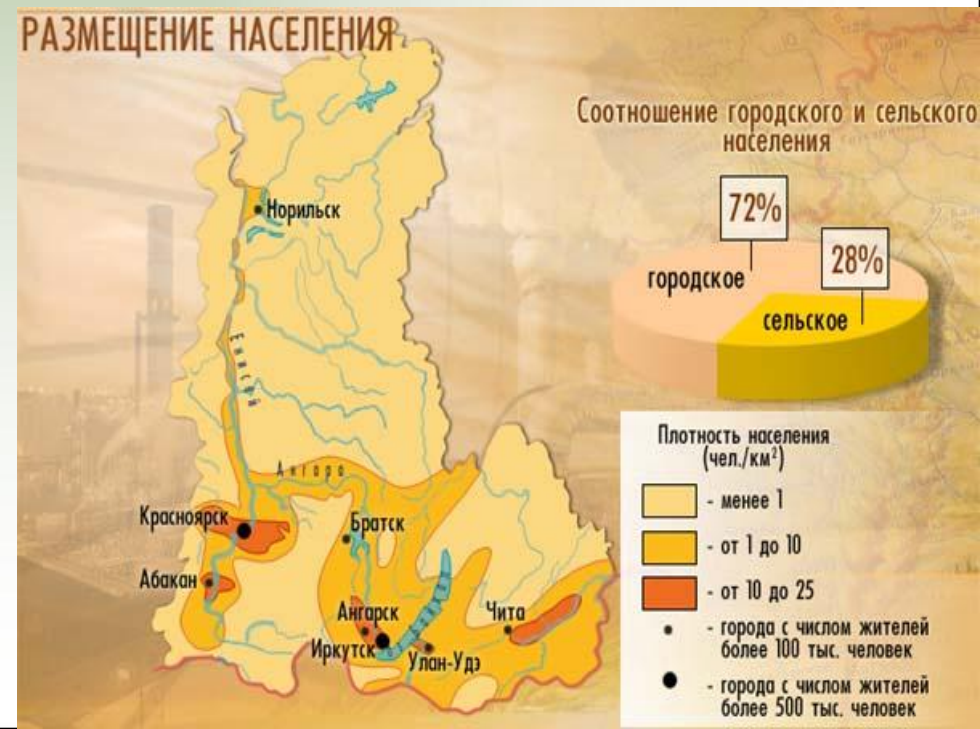 РАЗМЕЩЕНИЕ НАСЕЛЕНИЯ
Соотношение городского и сельского
населения
72%
28%
городское
сельское
Норильск
Енисей
Ангара
Красноярск
Братск
Абакан
Ангарск
Чита
Иркутск
Улан-Удэ
Плотность населения
(чел./км²)
- менее 1
- от 1 до 10
- от 10 до 25
- города с числом жителей
более 100 тыс. человек
- города с числом жителей
более 500 тыс. человек